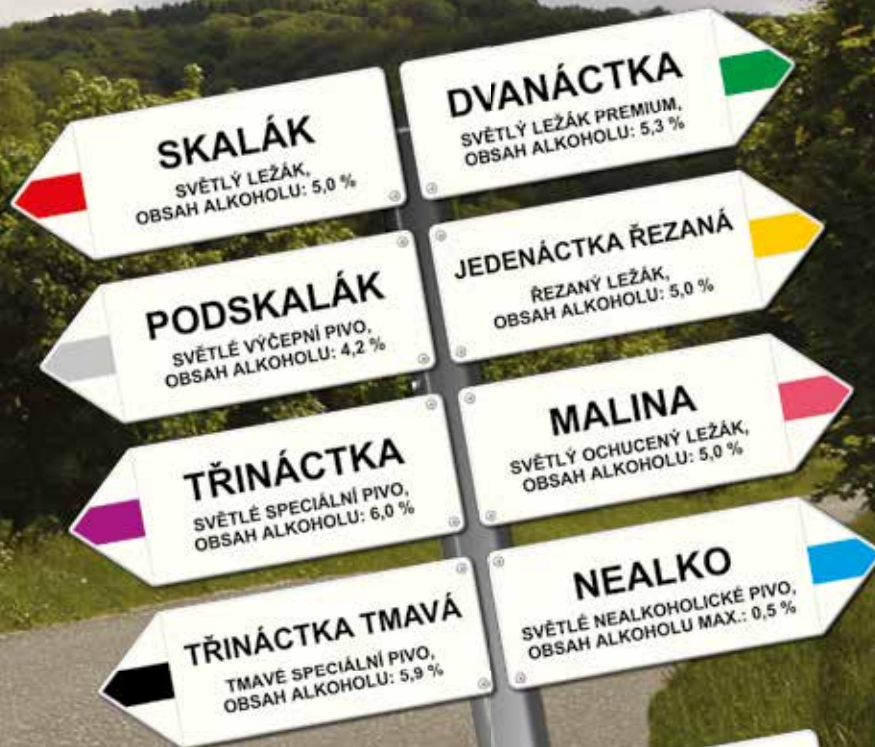 SKALÁK
SVĚTLÝ LEŽÁK,
OBSAH ALKOHOLU: 5,0 %
DVANÁCTKA
SVĚTLÝ LEŽÁK PREMIUM,
OBSAH ALKOHOLU: 5,3 %
PODSKALÁK
SVĚTLÉ VÝČEPNÍ PIVO,
OBSAH ALKOHOLU: 4,2 %
JEDENÁCTKA ŘEZANÁ
ŘEZANÝ LEŽÁK,
OBSAH ALKOHOLU: 5,0 %
TŘINÁCTKA
SVĚTLÉ SPECIÁLNÍ PIVO,
OBSAH ALKOHOLU: 6,0 %
MALINA
SVĚTLÝ OCHUCENÝ LEŽÁK,
OBSAH ALKOHOLU: 5,0 %
TŘINÁCTKA TMAVÁ
TMAVÉ SPECIÁLNÍ PIVO,
OBSAH ALKOHOLU: 5,9 %
NEALKO
SVĚTLÉ NEALKOHOLICKÉ PIVO,
OBSAH ALKOHOLU MAX.: 0,5 %